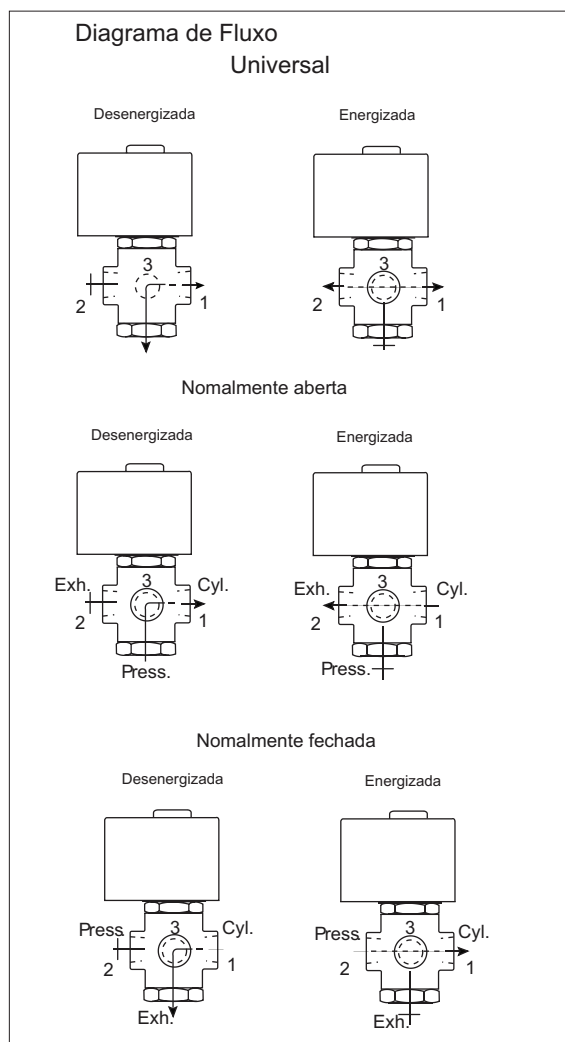 Diagrama de Fluxo
Universal
Desenergizada
Energizada
3
2
1
3
2
1
Nomalmente aberta
Desenergizada
Energizada
Exh.
3
Cyl.
2
1
Press.
Exh.
3
Cyl.
2
1
Press.
Nomalmente fechada
Desenergizada
Energizada
Press.
3
Cyl.
2
1
Exh.
Press.
3
Cyl.
2
1
Exh.